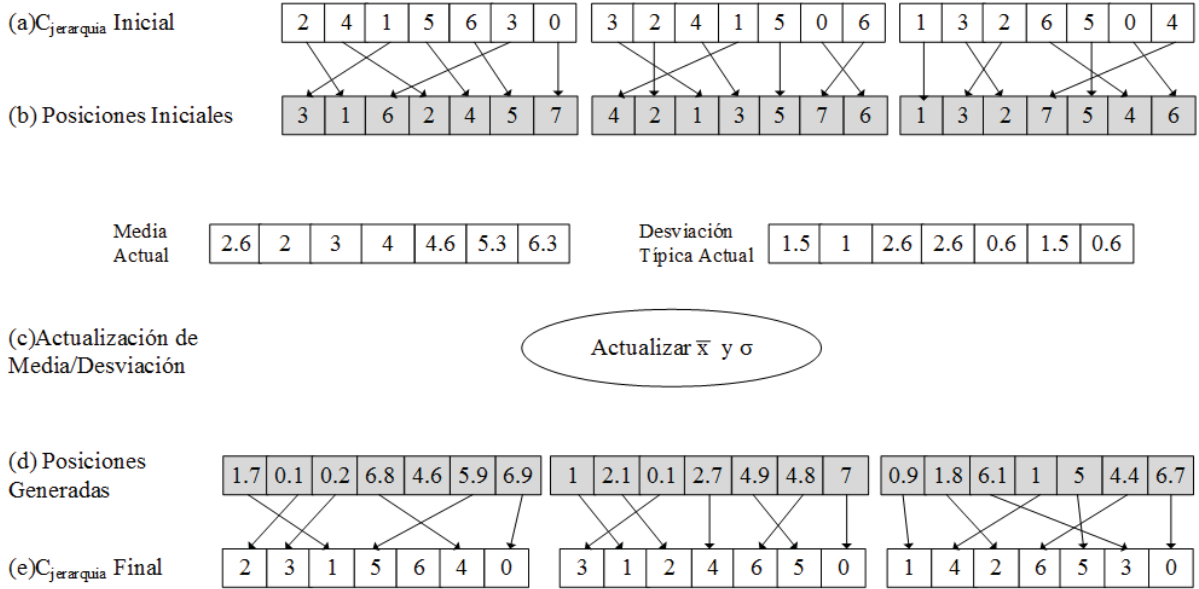 (a)Cjerarquia Inicial 2 4 1 5 6 3 0 3 2 4 1 5 0 6 1 3 2 6 5 0 4
(b) Posiciones Iniciales 3 1 6 2 4 5 7 4 2 1 3 5 7 6 1 3 2 7 5 4 6
Media
Actual
2.6 2 3 4 4.6 5.3 6.3
Desviación
Típica Actual
1.5 1 2.6 2.6 0.6 1.5 0.6
(c)Actualización de
Media/Desviación
Actualizar x̅ y σ
(d) Posiciones
Generadas
1.7 0.1 0.2 6.8 4.6 5.9 6.9 1 2.1 0.1 2.7 4.9 4.8 7 0.9 1.8 6.1 1 5 4.4 6.7
(e)Cjerarquia Final 2 3 1 5 6 4 0 3 1 2 4 6 5 0 1 4 2 6 5 3 0